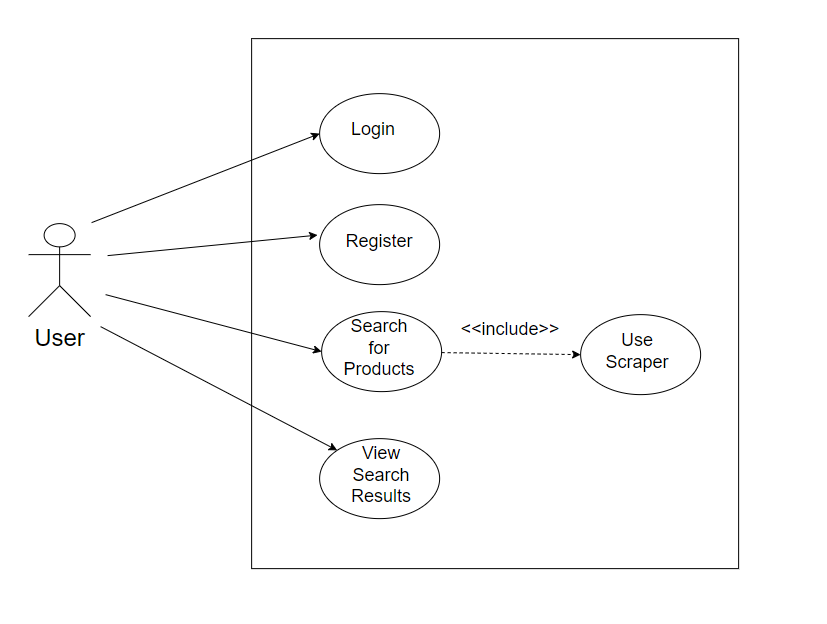 Login
Register
User
Search
for
Products
<<include>>
Use
Scraper
View
Search
Results